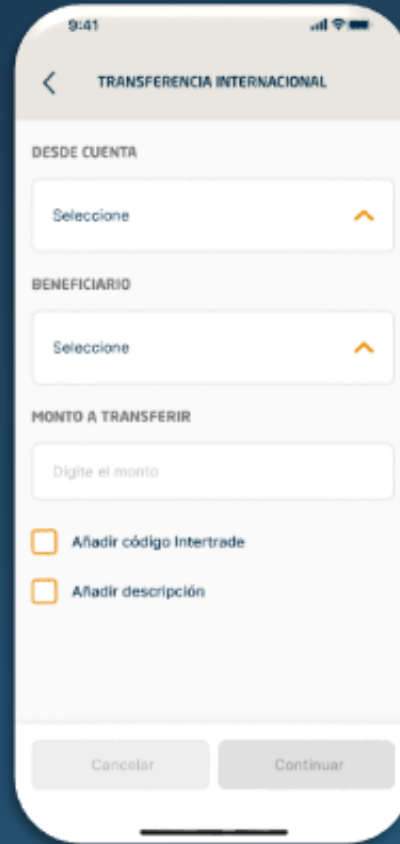 9:41
TRANSFERENCIA INTERNACIONAL
DESDE CUENTA
Seleccione
BENEFICIARIO
Seleccione
MONTO A TRANSFERIR
Digite el monto
Añadir código Intertrade
Añadir descripción
Cancelar Continuar